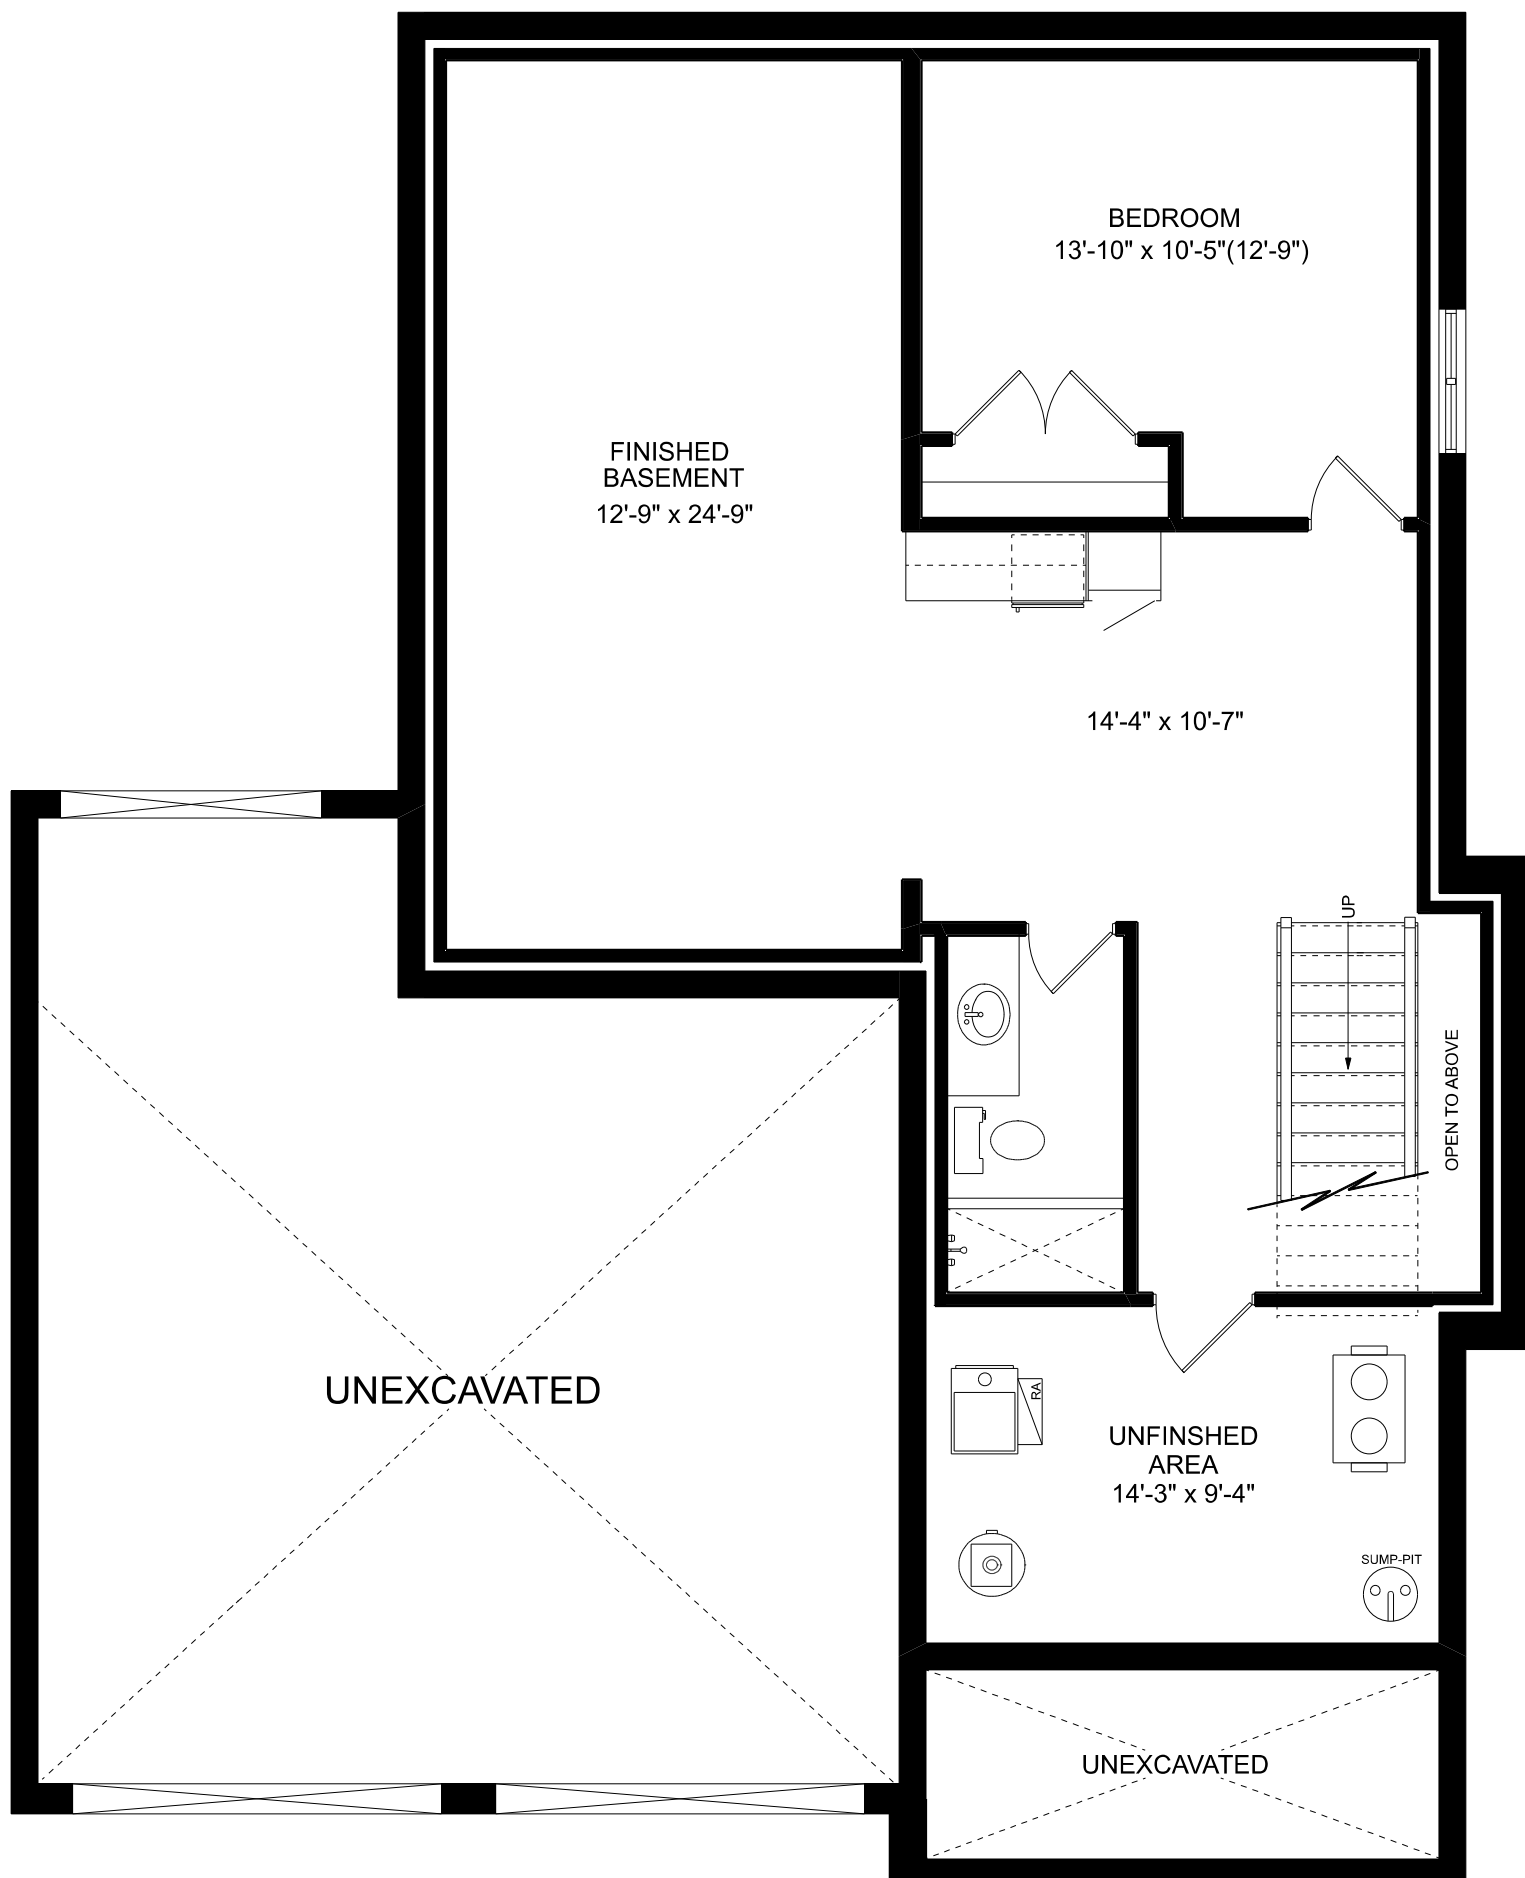 BEDROOM
13'-10" x 10'-5"(12'-9")
FINISHED
BASEMENT
12'-9" x 24'-9"
14'-4" x 10'-7"
UP
OPEN TO ABOVE
UNEXCAVATED
RA
UNFINSHED
AREA
14'-3" x 9'-4"
SUMP-PIT
UNEXCAVATED